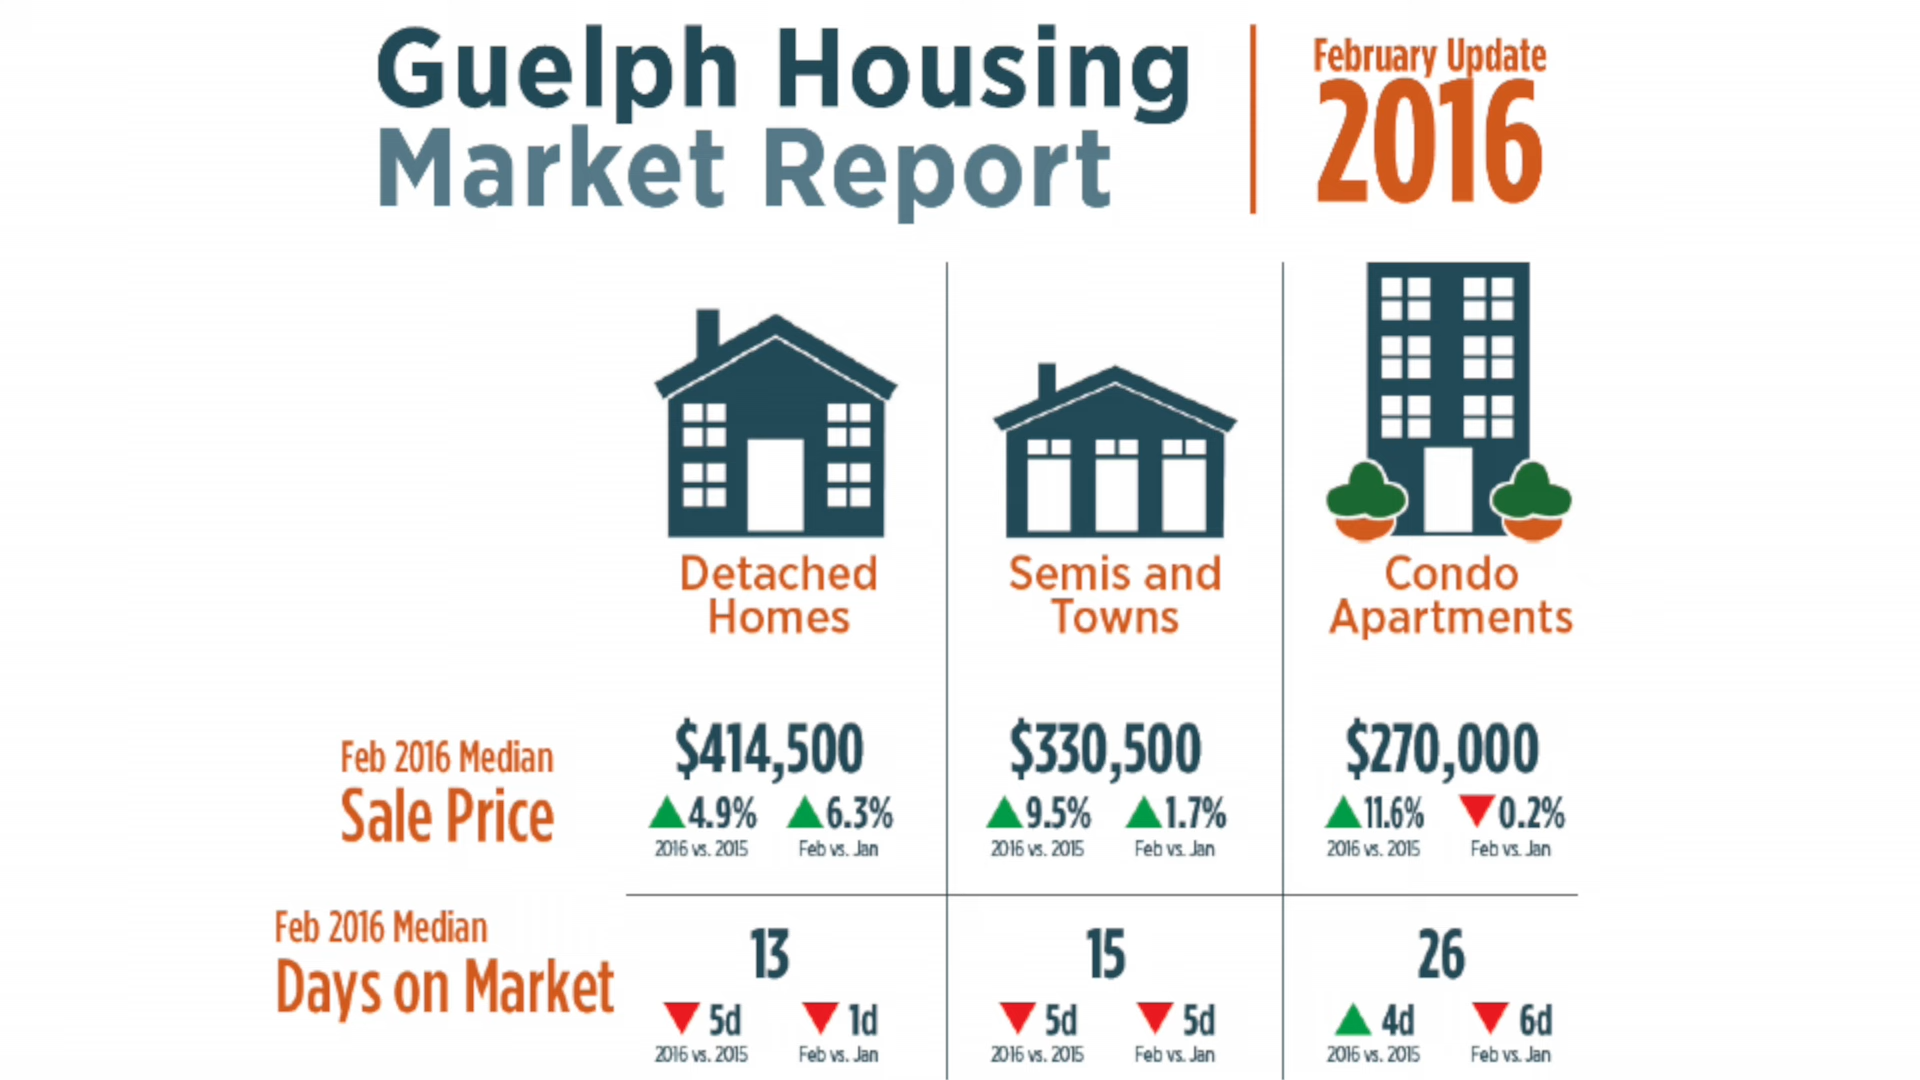 Guelph Housing
Market Report
February Update
2016
Detached
Homes
Semis and
Towns
Condo
Apartments
Feb 2016 Median
Sale Price
$414,500
4.9%
2016 vs. 2015
6.3%
Feb vs. Jan
$330,500
9.5%
2016 vs. 2015
1.7%
Feb vs. Jan
$270,000
11.6%
2016 vs. 2015
0.2%
Feb vs. Jan
Feb 2016 Median
Days on Market
13
5d
2016 vs. 2015
1d
Feb vs. Jan
15
5d
2016 vs. 2015
5d
Feb vs. Jan
26
4d
2016 vs. 2015
6d
Feb vs. Jan